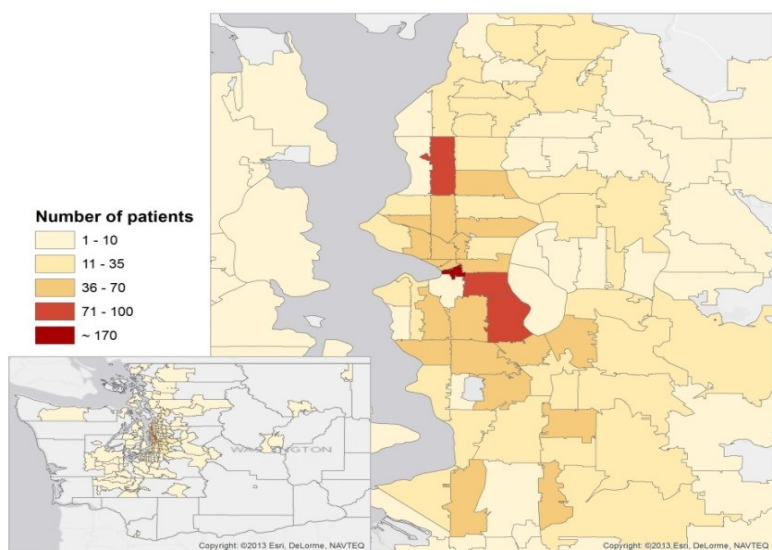 Number of patients
1 - 10
11 - 35
36 - 70
71 - 100
~ 170
WASHINGTON
Copyright: ©2013 Esri, DeLorme, NAVTEQ
Copyright: ©2013 Esri, DeLorme, NAVTEQ